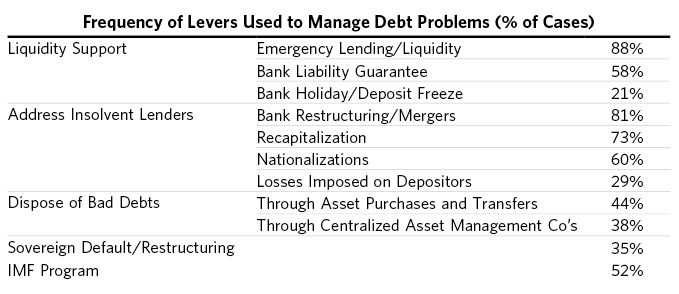 Frequency of Levers Used to Manage Debt Problems (% of Cases)
Liquidity Support Emergency Lending/Liquidity 88%
Bank Liability Guarantee 58%
Bank Holiday/Deposit Freeze 21%
Address Insolvent Lenders Bank Restructuring/Mergers 81%
Recapitalization 73%
Nationalizations 60%
Losses Imposed on Depositors 29%
Dispose of Bad Debts Through Asset Purchases and Transfers 44%
Through Centralized Asset Management Co's 38%
Sovereign Default/Restructuring 35%
IMF Program 52%